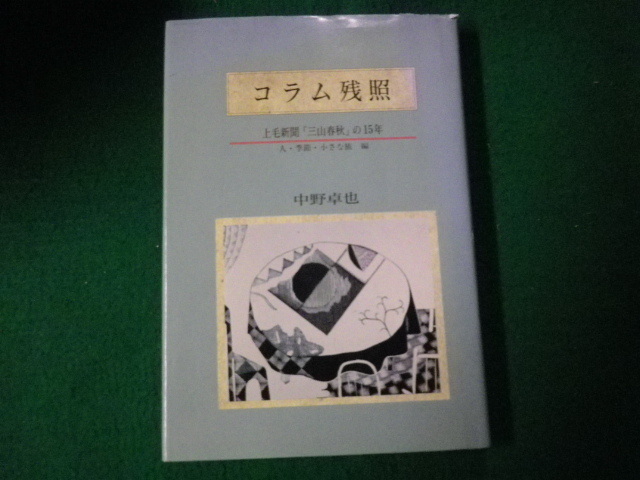 コラム残照
上毛新聞「三山春秋」の15年
人・季節・小さな旅 編
中野卓也